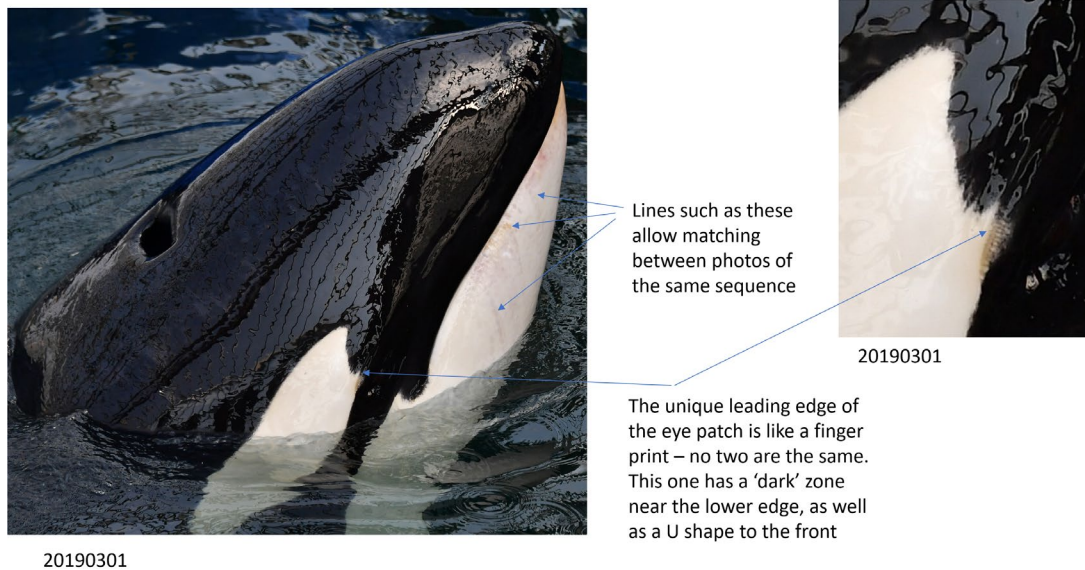 Lines such as these
allow matching
between photos of
the same sequence
20190301
The unique leading edge of
the eye patch is like a finger
print – no two are the same.
This one has a ‘dark’ zone
near the lower edge, as well
as a U shape to the front
20190301